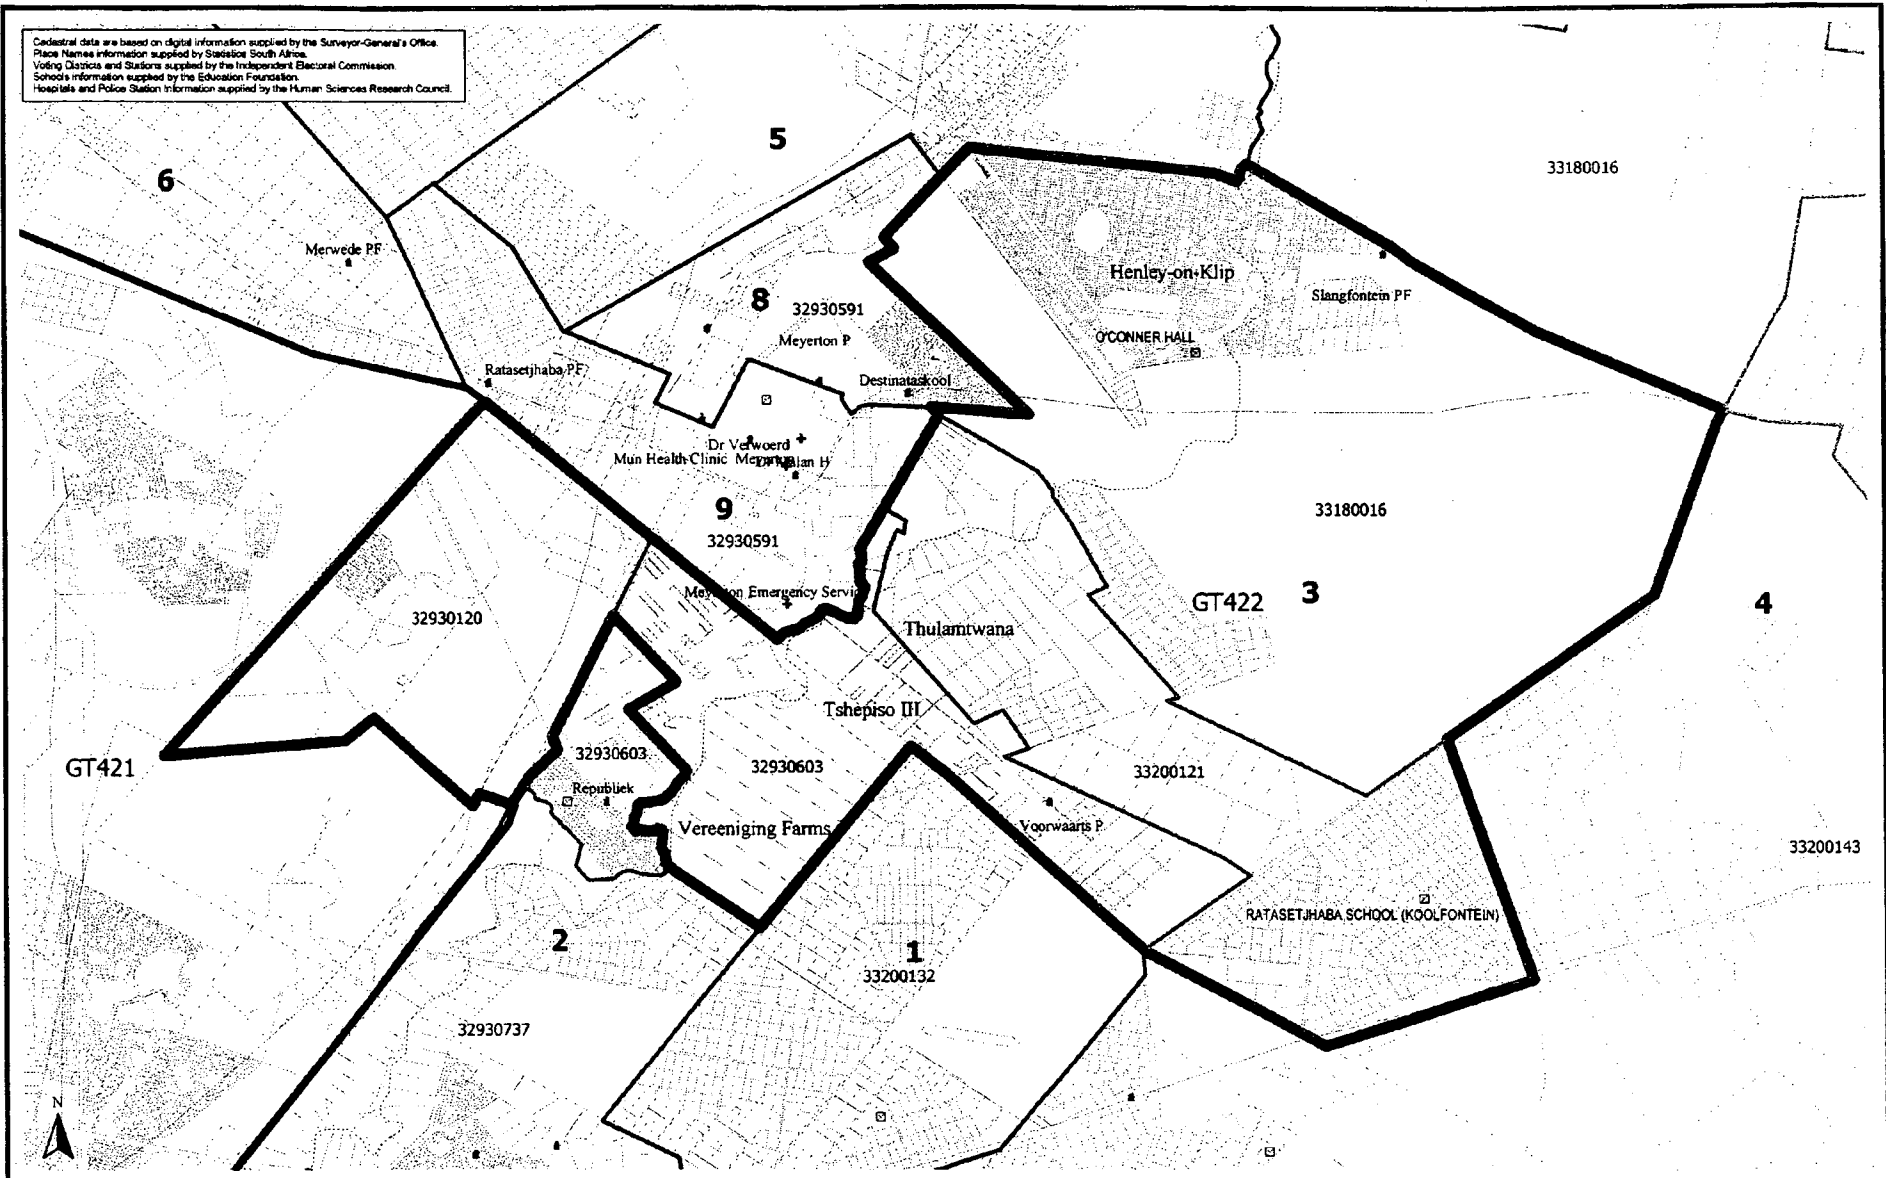 Cadastral data are based on digital information supplied by the Surveyor-General's Office.
Place Names information supplied by Statistics South Africa.
Voting Districts and Stations supplied by the Independent Electoral Commission.
Schools information supplied by the Education Foundation.
Hospitals and Police Station Information supplied by the Human Sciences Research Council.
5
6
33180016
Merwede PF
Henley-on-Klip
Slangfontein PF
8
32930591
Meyerton P
O'CONNER HALL
Ratasetjhaba PF
Destinataskool
Dr Verwoerd
Mun Health Clinic Meyerton
Malan H
9
32930591
33180016
Meyerton Emergency Servi
GT422
3
4
32930120
Thulamtwana
Tshepiso III
32930603
32930603
33200121
GT421
Republiek
Vereeniging Farms
Voorwaarts P
33200143
RATASETJHABA SCHOOL (KOOLFONTEIN)
2
1
33200132
32930737
N